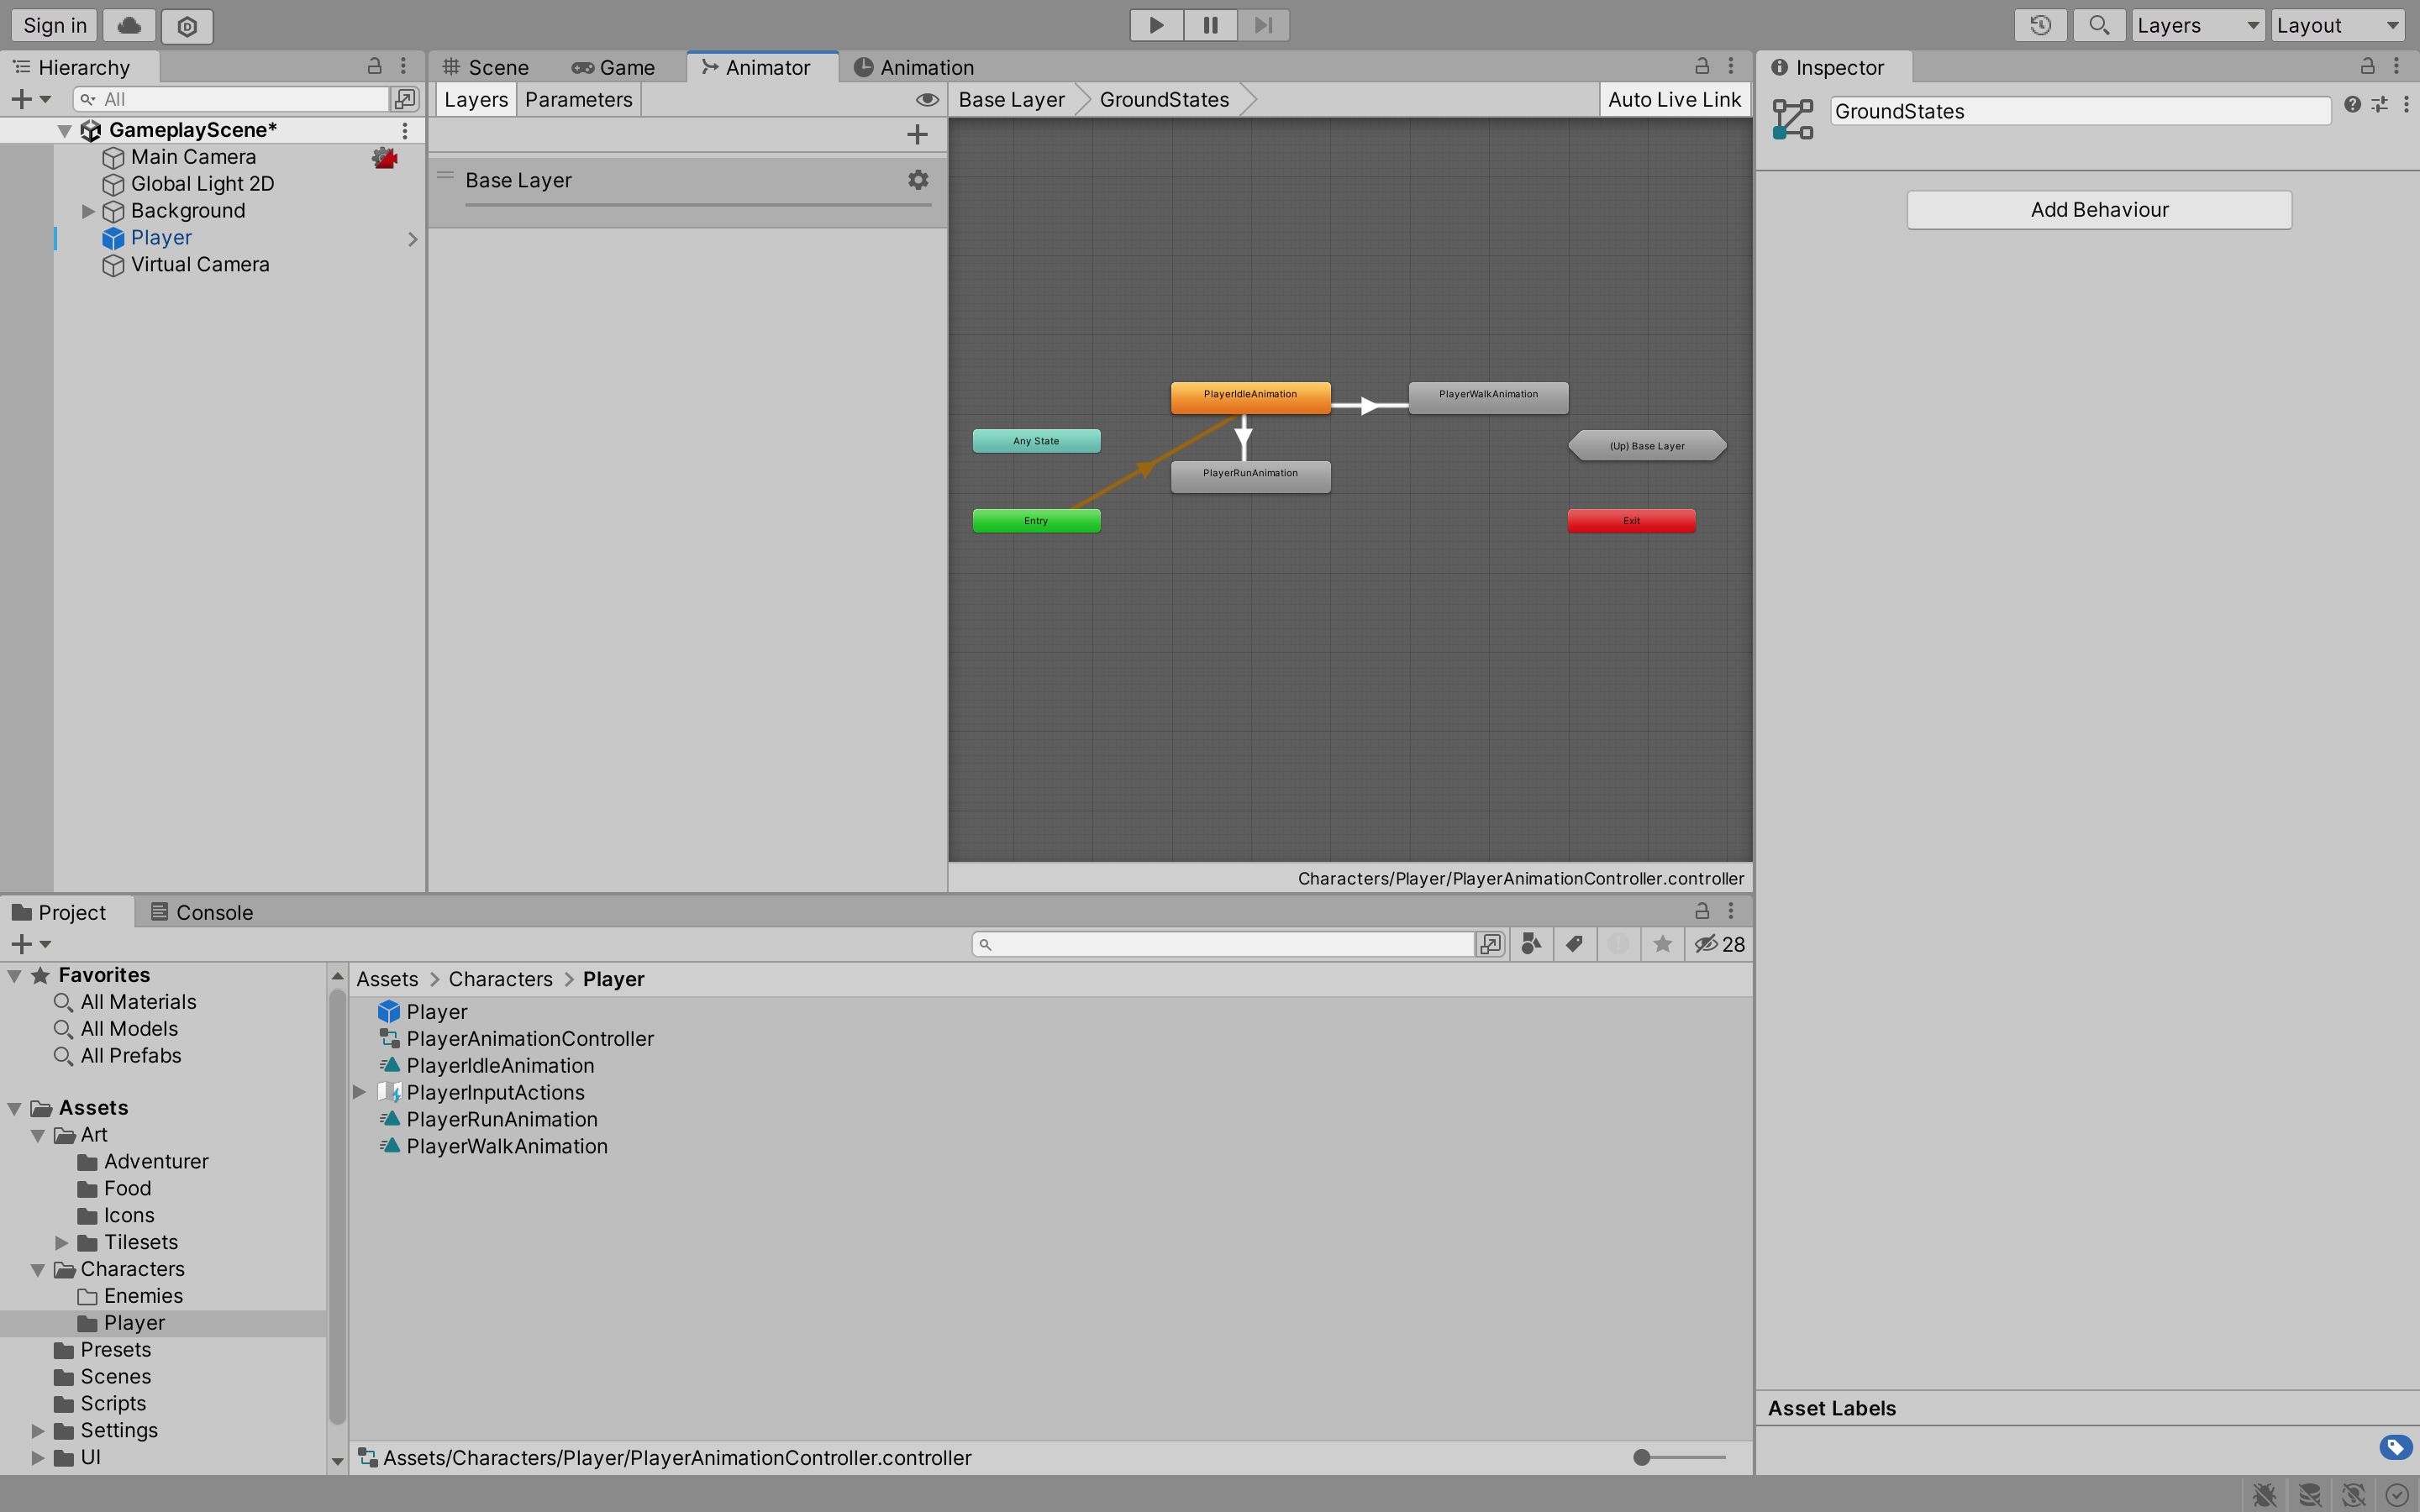 Sign in
Layers
Layout
Hierarchy
All
GameplayScene*
Main Camera
Global Light 2D
Background
Player
Virtual Camera
Scene
Game
Animator
Animation
Layers
Parameters
Base Layer
GroundStates
Auto Live Link
Base Layer
PlayerIdleAnimation
PlayerWalkAnimation
Any State
(Up) Base Layer
PlayerRunAnimation
Entry
Exit
Characters/Player/PlayerAnimationController.controller
Inspector
GroundStates
Add Behaviour
Project
Console
28
Favorites
All Materials
All Models
All Prefabs
Assets
Art
Adventurer
Food
Icons
Tilesets
Characters
Enemies
Player
Presets
Scenes
Scripts
Settings
UI
Assets > Characters > Player
Player
PlayerAnimationController
PlayerIdleAnimation
PlayerInputActions
PlayerRunAnimation
PlayerWalkAnimation
Assets/Characters/Player/PlayerAnimationController.controller
Asset Labels